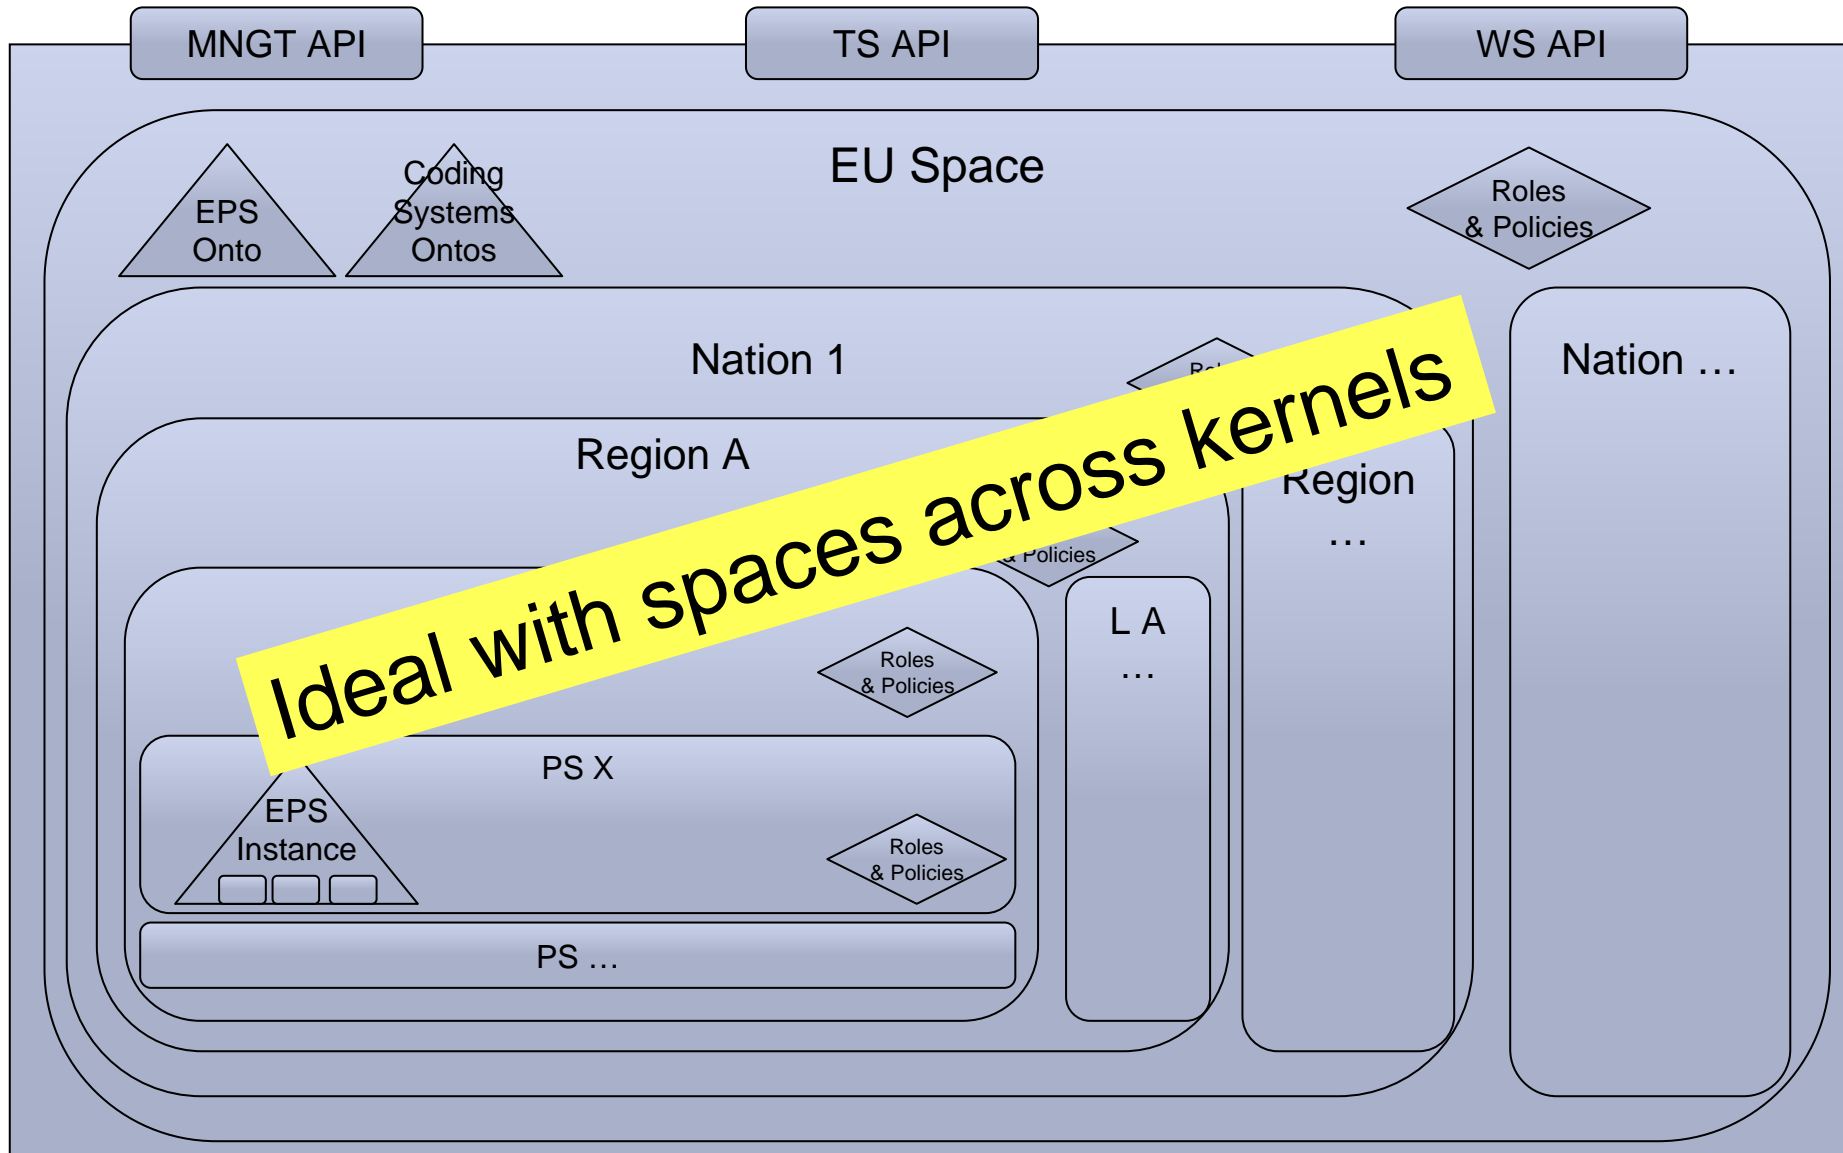 MNGT API
TS API
WS API
EU Space
EPS
Onto
Coding
Systems
Ontos
Roles
& Policies
Nation 1
Nation …
Region A
Region
…
& Policies
L A
…
Ideal with spaces across kernels
Roles
& Policies
PS X
EPS
Instance
Roles
& Policies
PS …